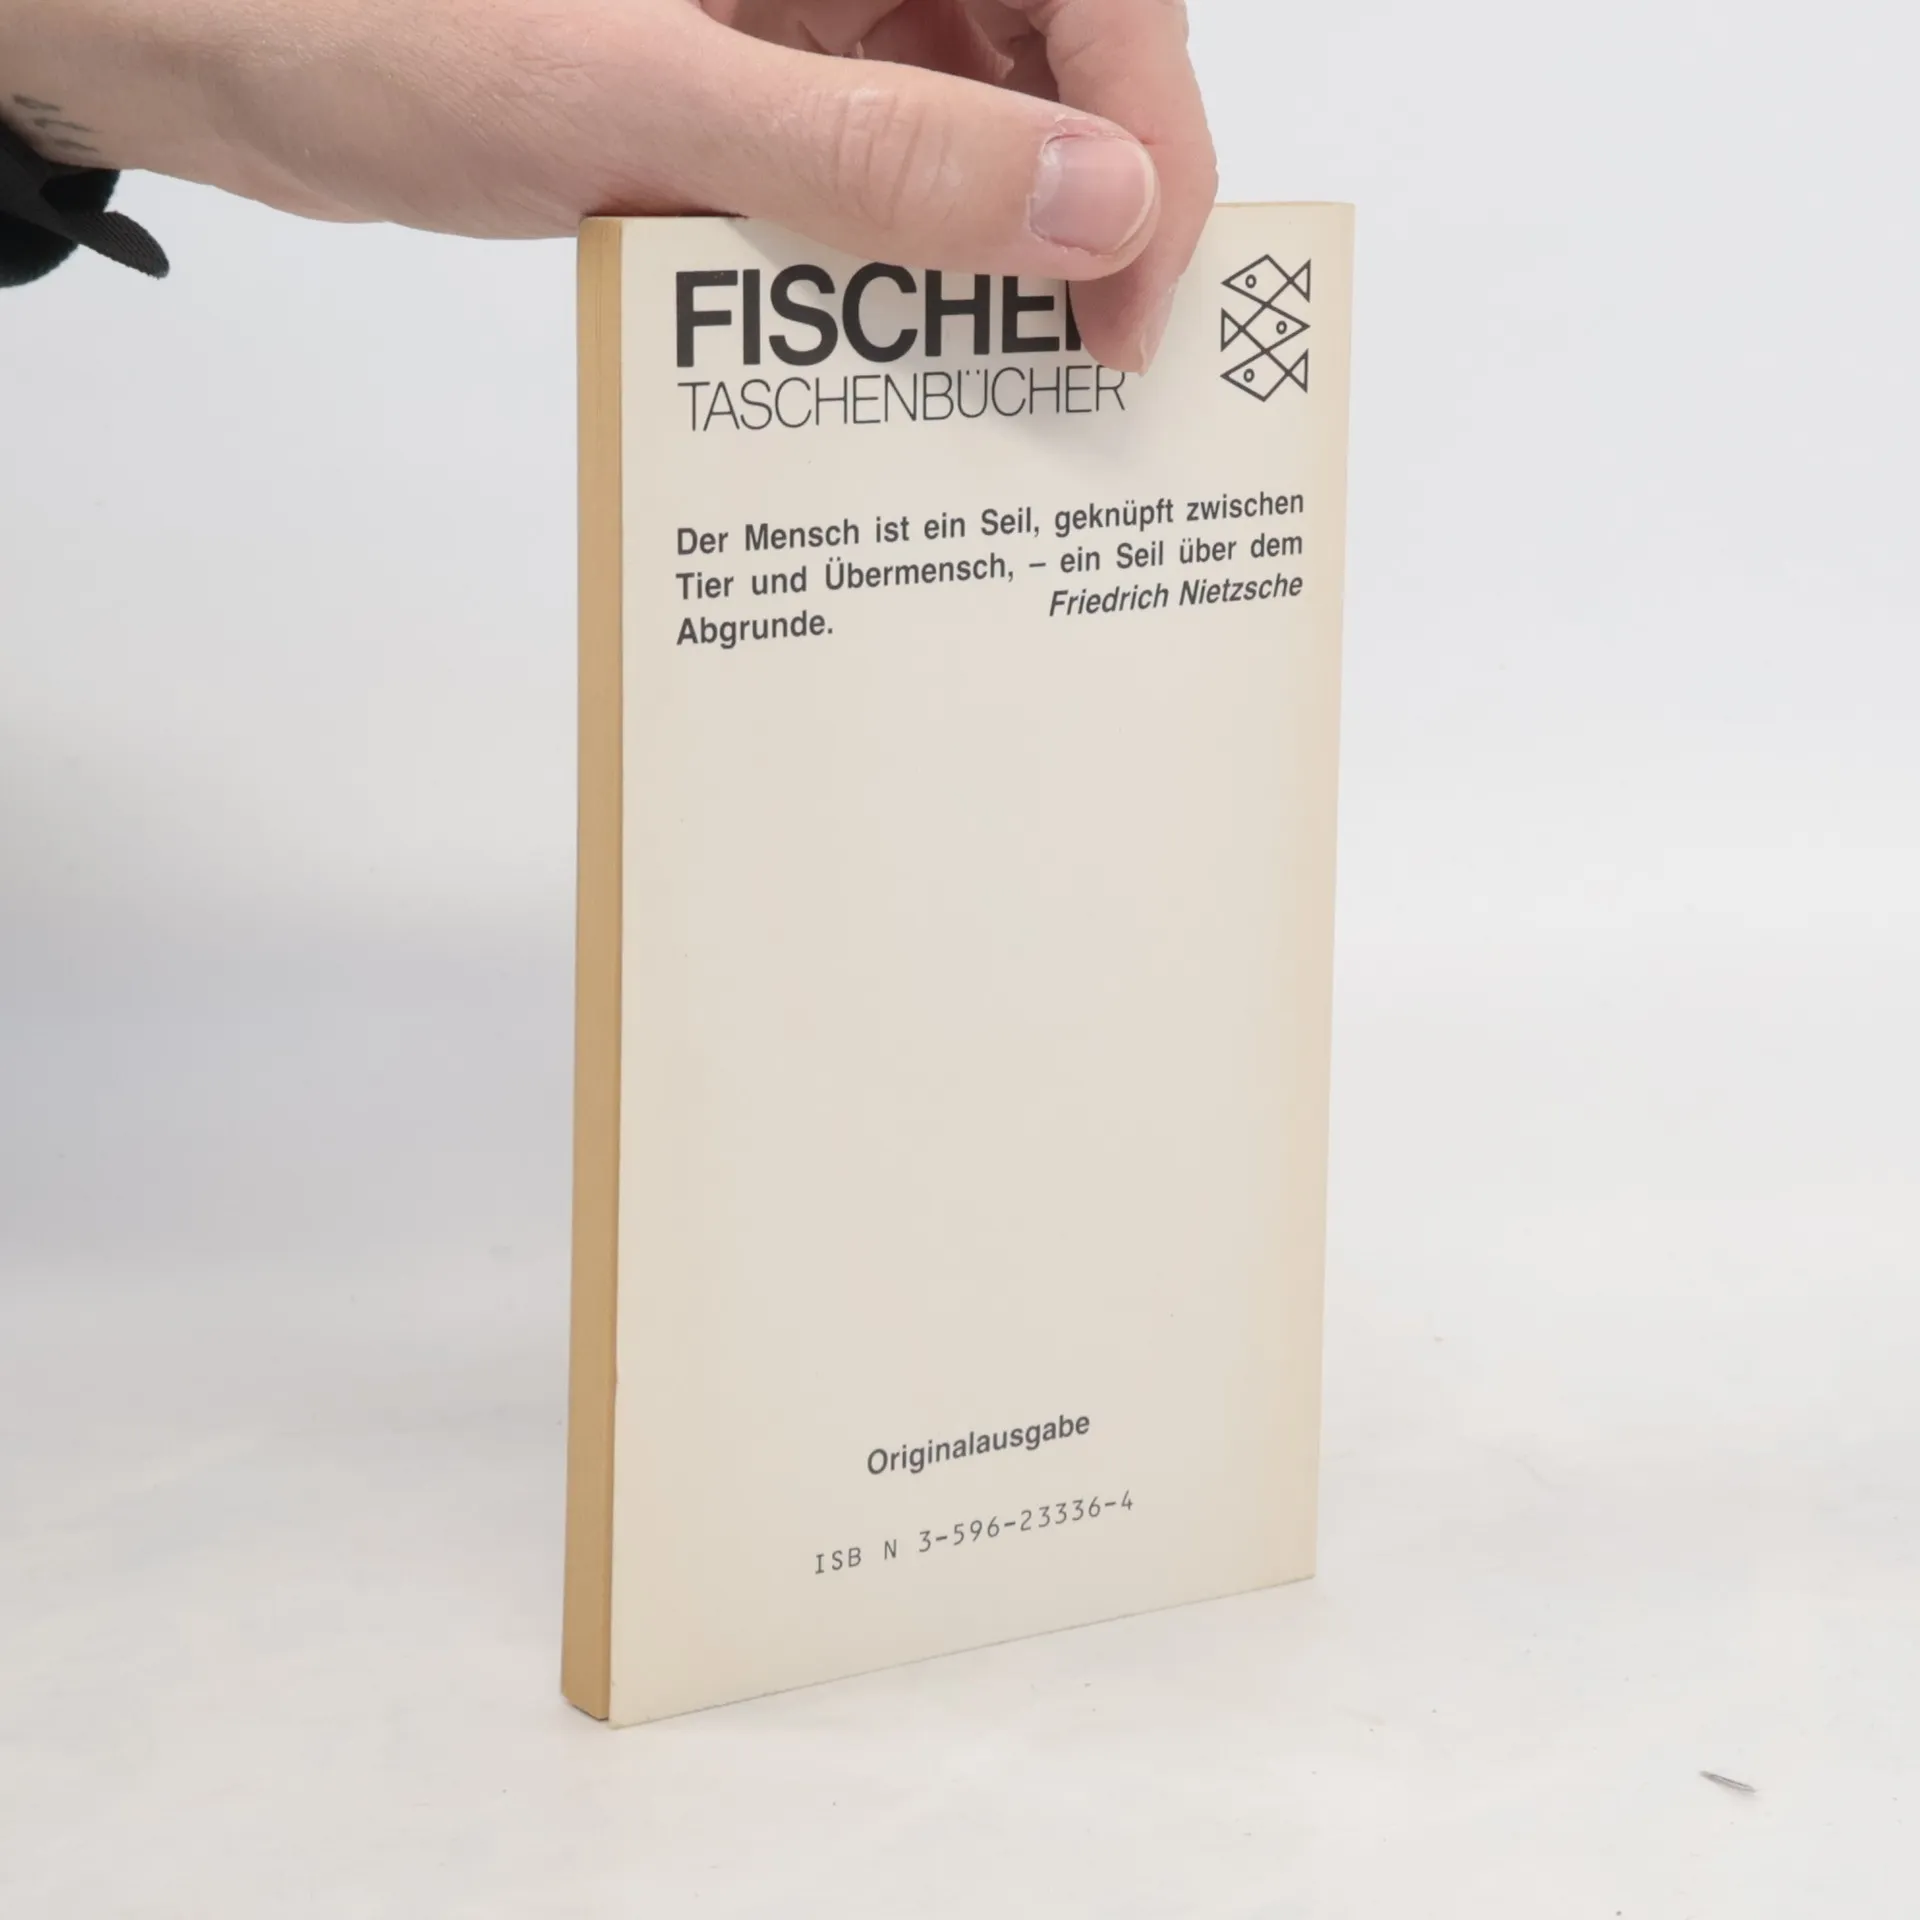 FISCHER
TASCHENBÜCHER
Der Mensch ist ein Seil, geknüpft zwischen
Tier und Übermensch, – ein Seil über dem
Abgrunde. Friedrich Nietzsche
Originalausgabe
ISB N 3-596-23336-4